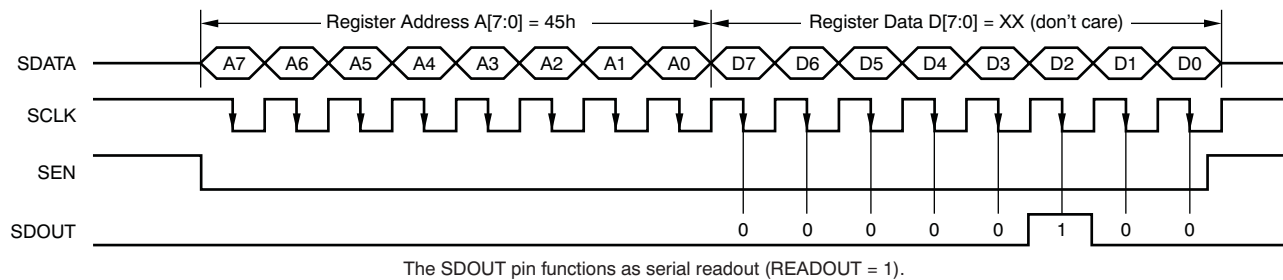 Register Address A[7:0] = 45h
Register Data D[7:0] = XX (don't care)
SDATA A7 A6 A5 A4 A3 A2 A1 A0 D7 D6 D5 D4 D3 D2 D1 D0
SCLK
SEN
SDOUT 0 0 0 0 0 1 0 0
The SDOUT pin functions as serial readout (READOUT = 1).